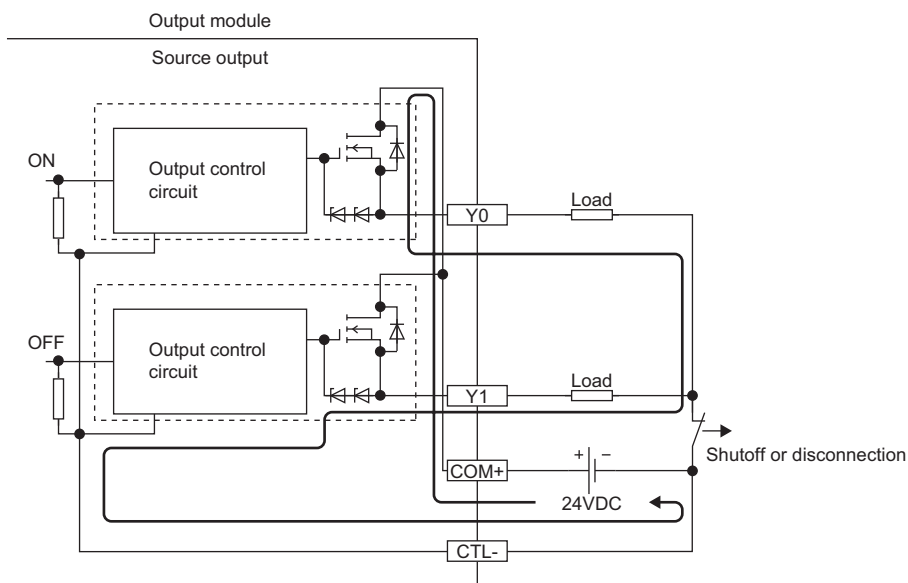 Output module
Source output
ON
Output control
circuit
Y0
Load
OFF
Output control
circuit
Y1
Load
Shutoff or disconnection
COM+
+ −
24VDC
CTL-